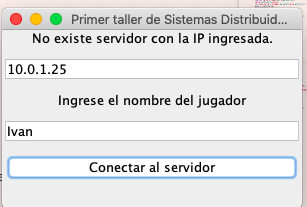 Primer taller de Sistemas Distribuid...
No existe servidor con la IP ingresada.
10.0.1.25
Ingrese el nombre del jugador
Ivan
Conectar al servidor